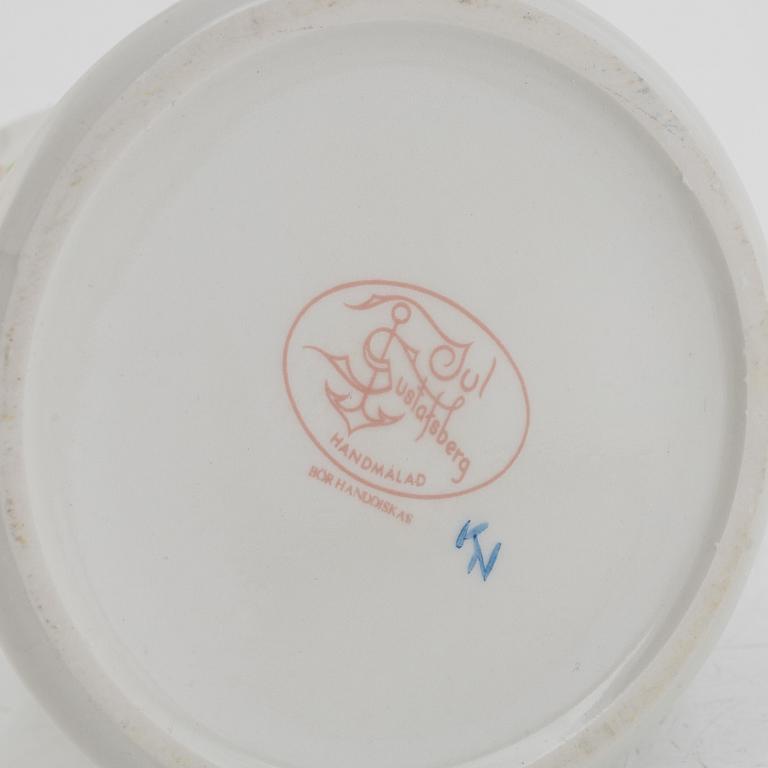 Jul
Gustafsberg
HANDMÅLAD
BÖR HANDDISKAS
KN